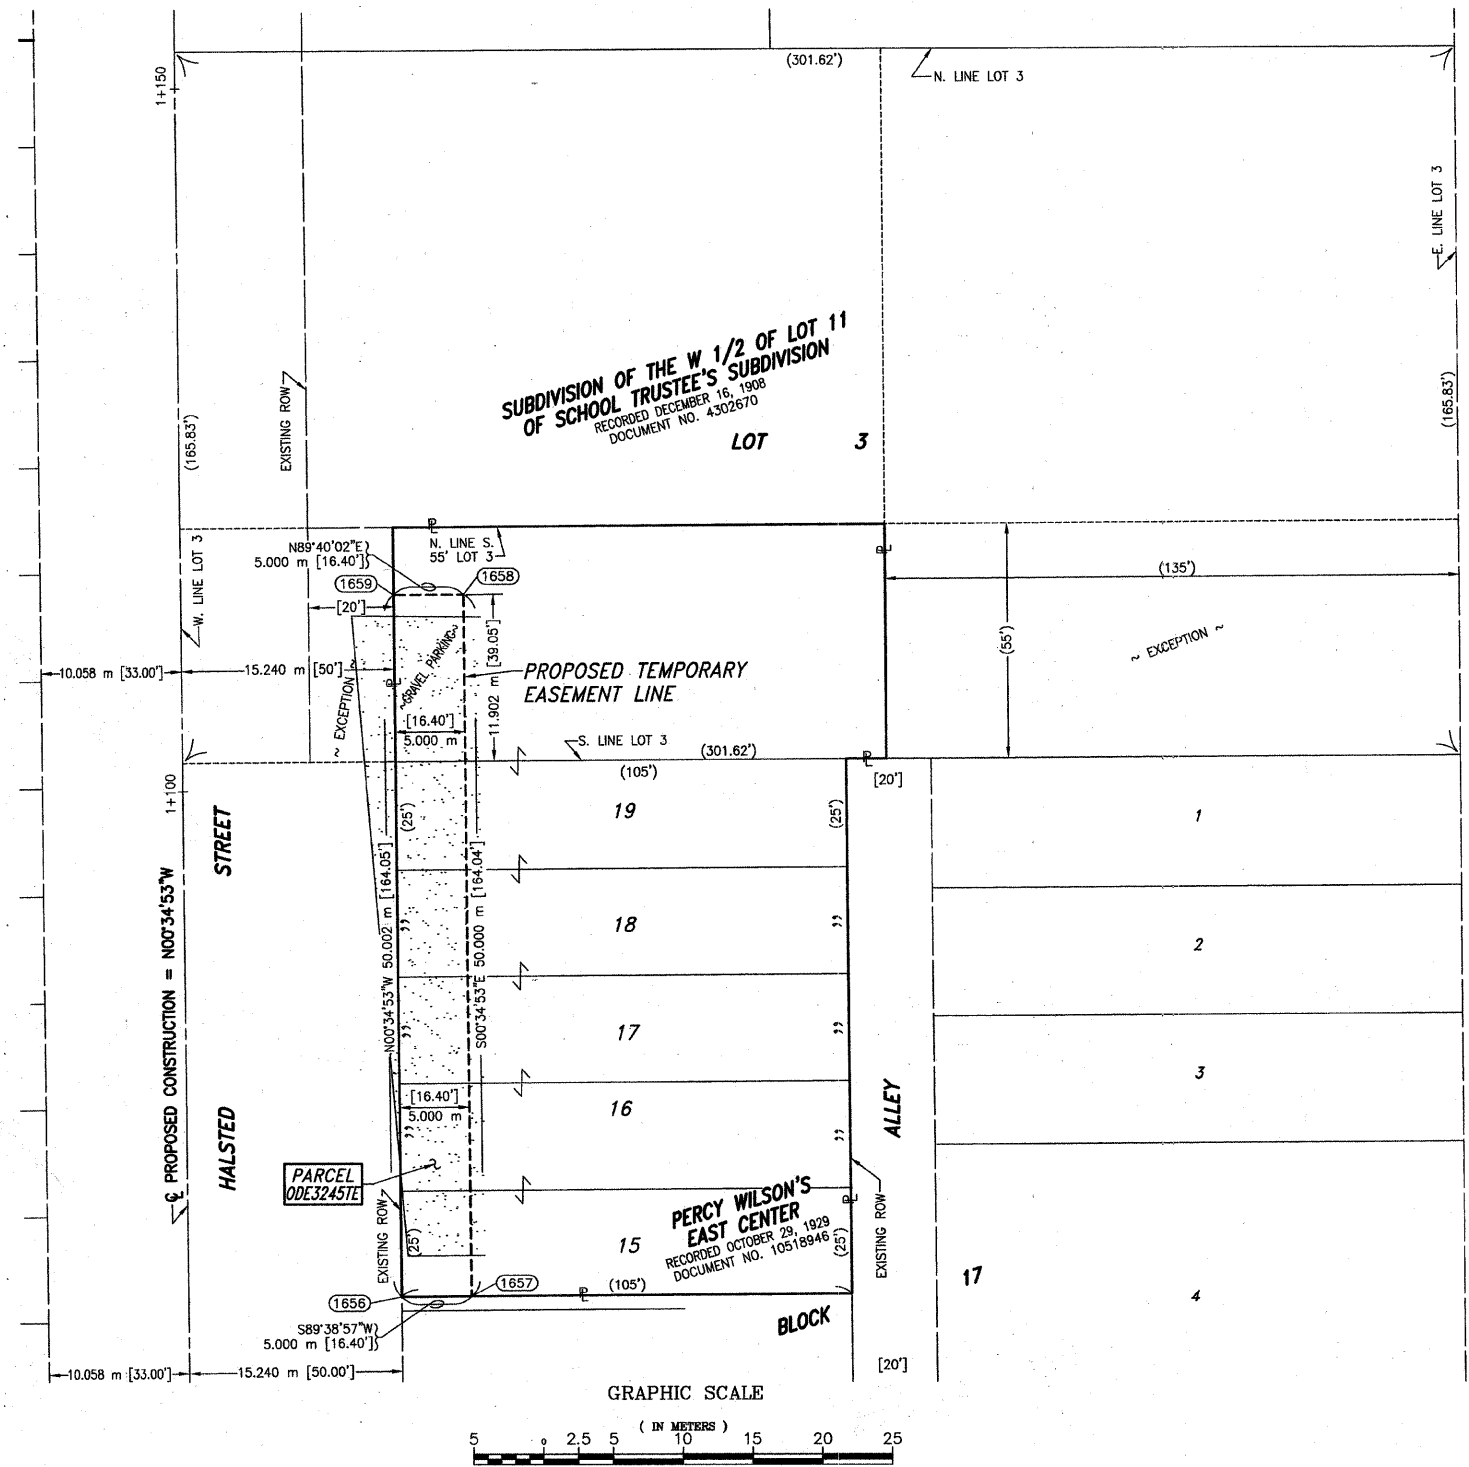 (301.62')
N. LINE LOT 3
1+150
E. LINE LOT 3
SUBDIVISION OF THE W 1/2 OF LOT 11
OF SCHOOL TRUSTEE'S SUBDIVISION
RECORDED DECEMBER 16, 1908
DOCUMENT NO. 4302670
LOT 3
EXISTING ROW
(165.83')
(165.83')
W. LINE LOT 3
N89°40'02"E
5.000 m [16.40']
N. LINE S.
55' LOT 3
1659
1658
[20']
(135')
(55')
~ EXCEPTION ~
10.058 m [33.00']
15.240 m [50']
~ EXCEPTION ~
~GRAVEL PARKING~
11.902 m [39.05']
PROPOSED TEMPORARY
EASEMENT LINE
[16.40']
5.000 m
S. LINE LOT 3
(301.62')
(105')
[20']
1+100
STREET
HALSTED
℄ PROPOSED CONSTRUCTION = N00°34'53"W
N00°34'53"W 50.002 m [164.05']
S00°34'53"E 50.000 m [164.04']
(25')
19
(25')
1
"
18
"
2
"
17
"
3
[16.40']
5.000 m
"
16
"
ALLEY
PARCEL
0DE3245TE
EXISTING ROW
(25')
15
PERCY WILSON'S
EAST CENTER
RECORDED OCTOBER 29, 1929
DOCUMENT NO. 10518946
(25')
EXISTING ROW
17
4
1656
1657
(105')
S89°38'57"W
5.000 m [16.40']
BLOCK
10.058 m [33.00']
15.240 m [50.00']
[20']
GRAPHIC SCALE
( IN METERS )
5 0 2.5 5 10 15 20 25